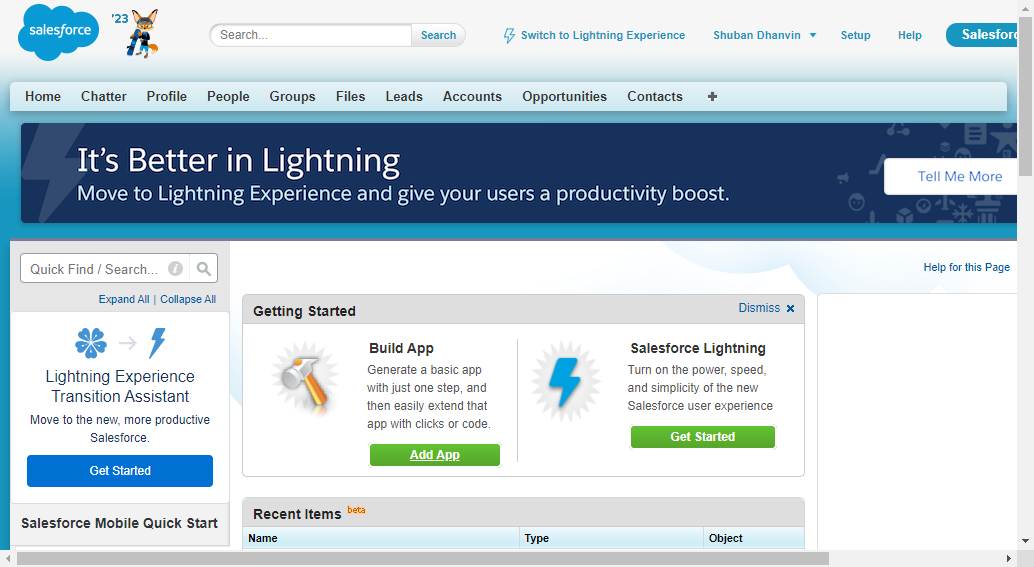 salesforce
'23
Search...
Search
Switch to Lightning Experience
Shuban Dhanvin
Setup
Help
Salesforc
Home Chatter Profile People Groups Files Leads Accounts Opportunities Contacts +
It's Better in Lightning
Move to Lightning Experience and give your users a productivity boost.
Tell Me More
Quick Find / Search...
Expand All | Collapse All
Lightning Experience
Transition Assistant
Move to the new, more productive
Salesforce.
Get Started
Salesforce Mobile Quick Start
Help for this Page
Getting Started
Dismiss
Build App
Generate a basic app
with just one step, and
then easily extend that
app with clicks or code.
Add App
Salesforce Lightning
Turn on the power, speed,
and simplicity of the new
Salesforce user experience
Get Started
Recent Items beta
Name Type Object